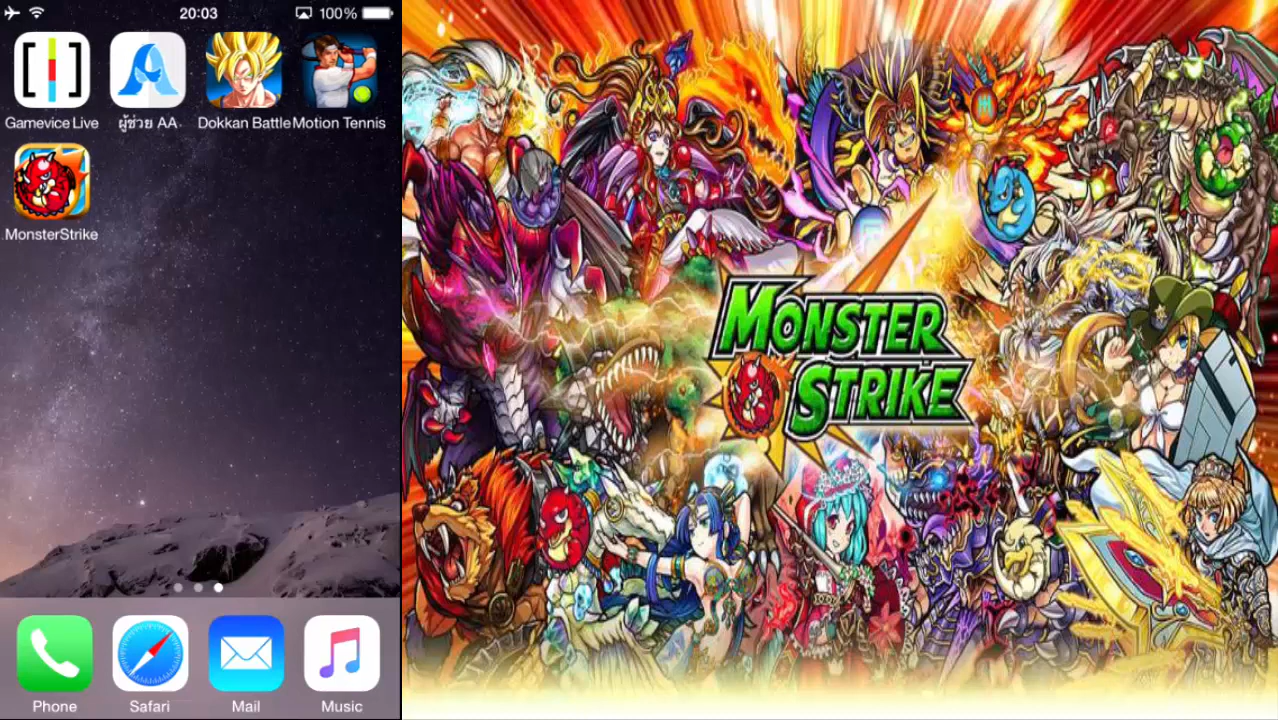 20:03
100%
Gamevice Live
ผู้ช่วย AA
Dokkan Battle
Motion Tennis
MonsterStrike
MONSTER
STRIKE
Phone
Safari
Mail
Music